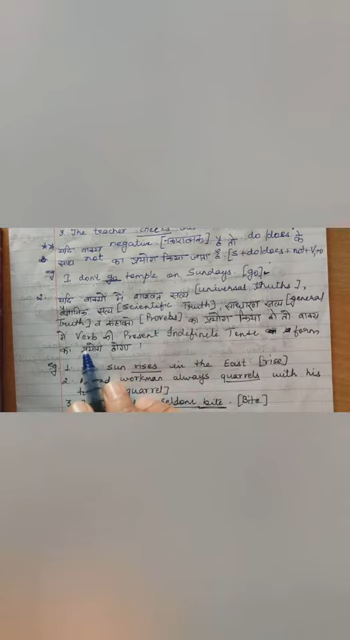 3. The teacher checks
** यदि वाक्य negative [नकारात्मक] है तो do/does के
साथ not का प्रयोग किया जाता है : [S+do/does+not+V
eg I don't go temple on Sundays [go]
2. यदि वाक्यों में शाश्वत सत्य [universal truths],
वैज्ञानिक सत्य [Scientific Truth], साधारण सत्य [general
Truth] व कहावत [Proverbs] का प्रयोग किया हो तो वाक्य
में Verb की Present Indefinite Tense form
का प्रयोग होगा।
eg 1. sun rises in the East [rise]
2. workman always quarrels with his
quarrel]
3. seldom bite. [Bite]